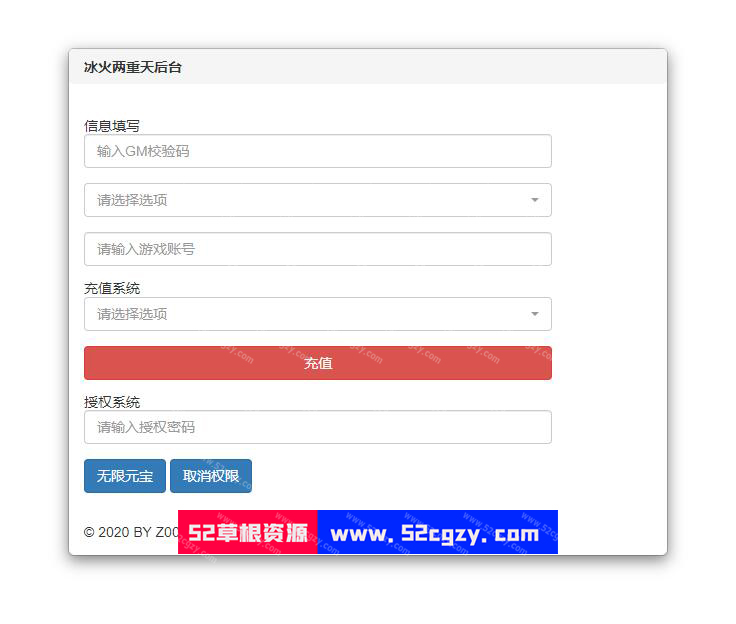 冰火两重天后台
信息填写
输入GM校验码
请选择选项
请输入游戏账号
充值系统
请选择选项
充值
授权系统
请输入授权密码
无限元宝 取消权限
© 2020 BY Z00
52草根资源 www.52cgzy.com